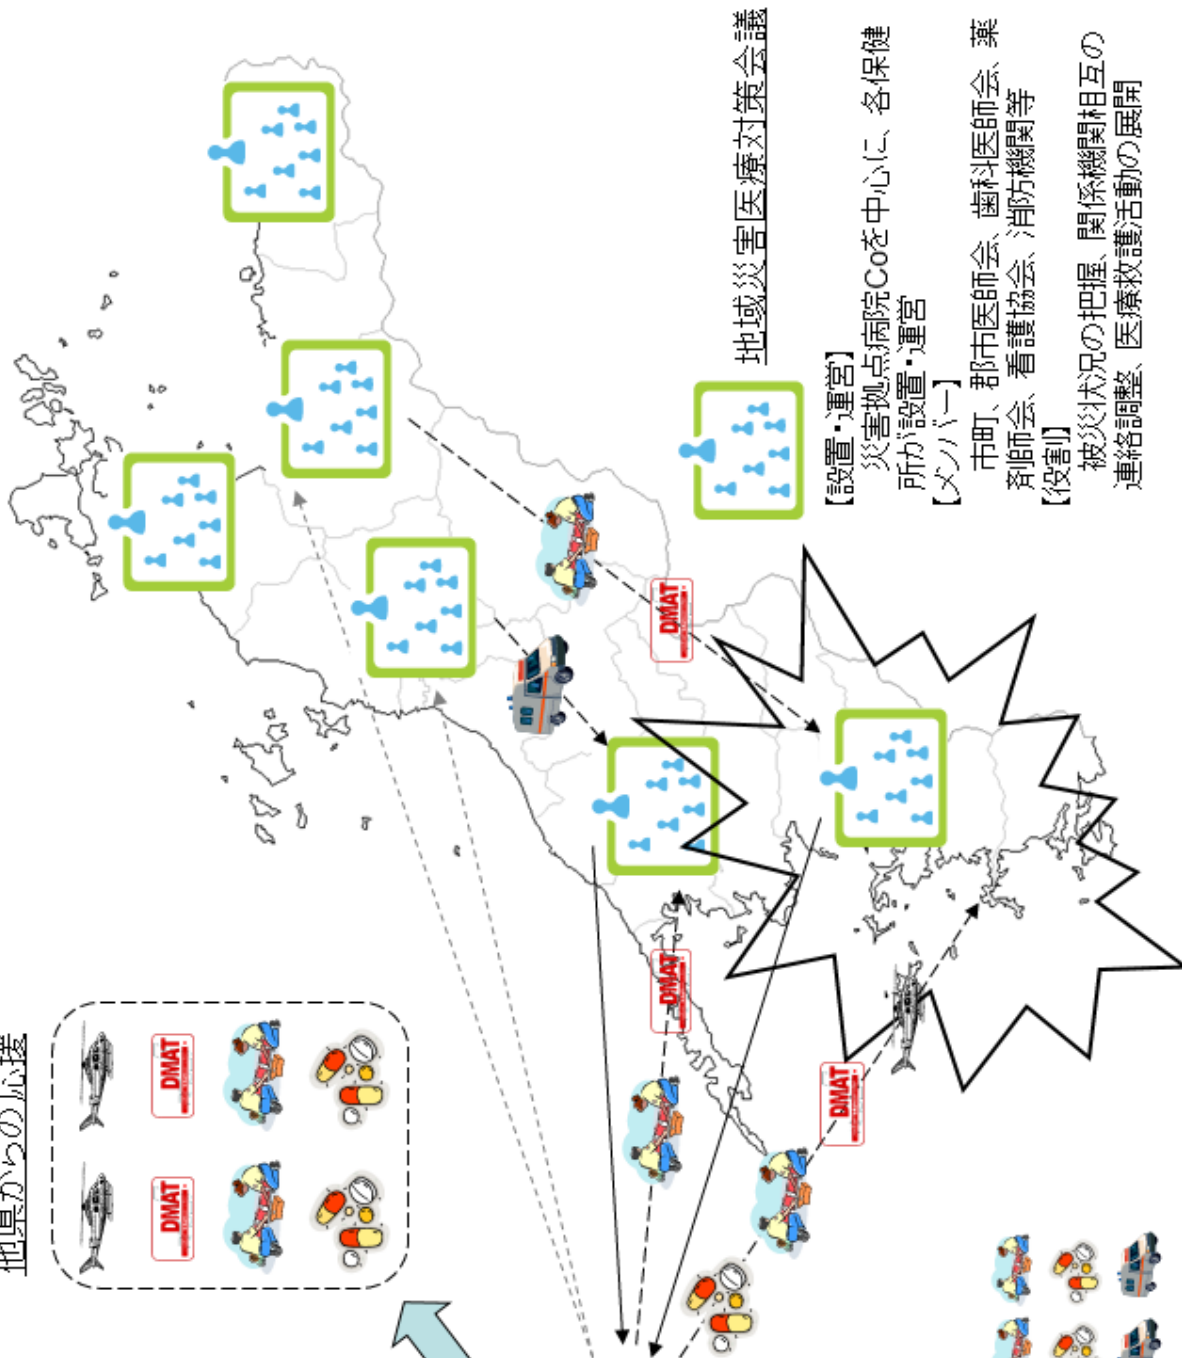 他県からの応援
DMAT
DMAT
DMAT
DMAT
DMAT
地域災害医療対策会議
【設置・運営】
災害拠点病院Coを中心に、各保健
所が設置・運営
【メンバー】
市町、郡市医師会、歯科医師会、薬
剤師会、看護協会、消防機関等
【役割】
被災状況の把握、関係機関相互の
連絡調整、医療救護活動の展開